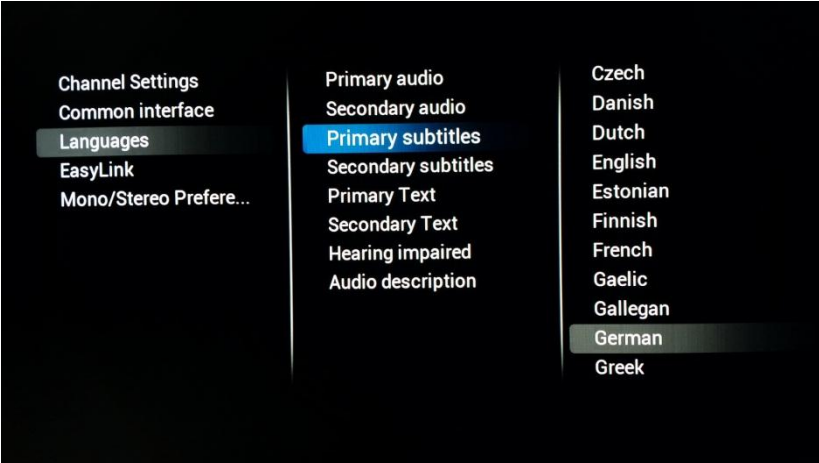 Channel Settings
Common interface
Languages
EasyLink
Mono/Stereo Prefere...
Primary audio
Secondary audio
Primary subtitles
Secondary subtitles
Primary Text
Secondary Text
Hearing impaired
Audio description
Czech
Danish
Dutch
English
Estonian
Finnish
French
Gaelic
Gallegan
German
Greek